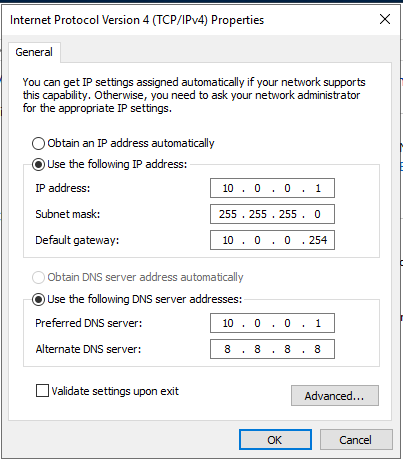 Internet Protocol Version 4 (TCP/IPv4) Properties
General
You can get IP settings assigned automatically if your network supports
this capability. Otherwise, you need to ask your network administrator
for the appropriate IP settings.
Obtain an IP address automatically
Use the following IP address:
IP address: 10 . 0 . 0 . 1
Subnet mask: 255 . 255 . 255 . 0
Default gateway: 10 . 0 . 0 . 254
Obtain DNS server address automatically
Use the following DNS server addresses:
Preferred DNS server: 10 . 0 . 0 . 1
Alternate DNS server: 8 . 8 . 8 . 8
Validate settings upon exit
Advanced...
OK Cancel